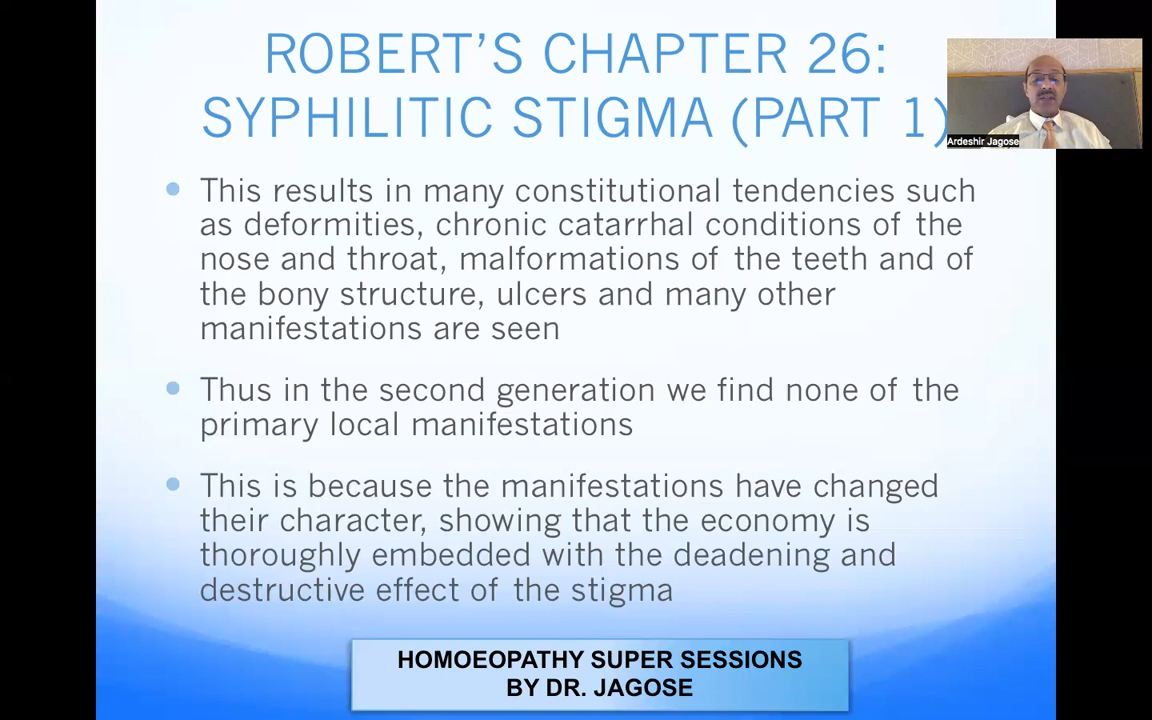 ROBERT'S CHAPTER 26:
SYPHILITIC STIGMA (PART 1)
Ardeshir Jagose
This results in many constitutional tendencies such
as deformities, chronic catarrhal conditions of the
nose and throat, malformations of the teeth and of
the bony structure, ulcers and many other
manifestations are seen
Thus in the second generation we find none of the
primary local manifestations
This is because the manifestations have changed
their character, showing that the economy is
thoroughly embedded with the deadening and
destructive effect of the stigma
HOMOEOPATHY SUPER SESSIONS
BY DR. JAGOSE